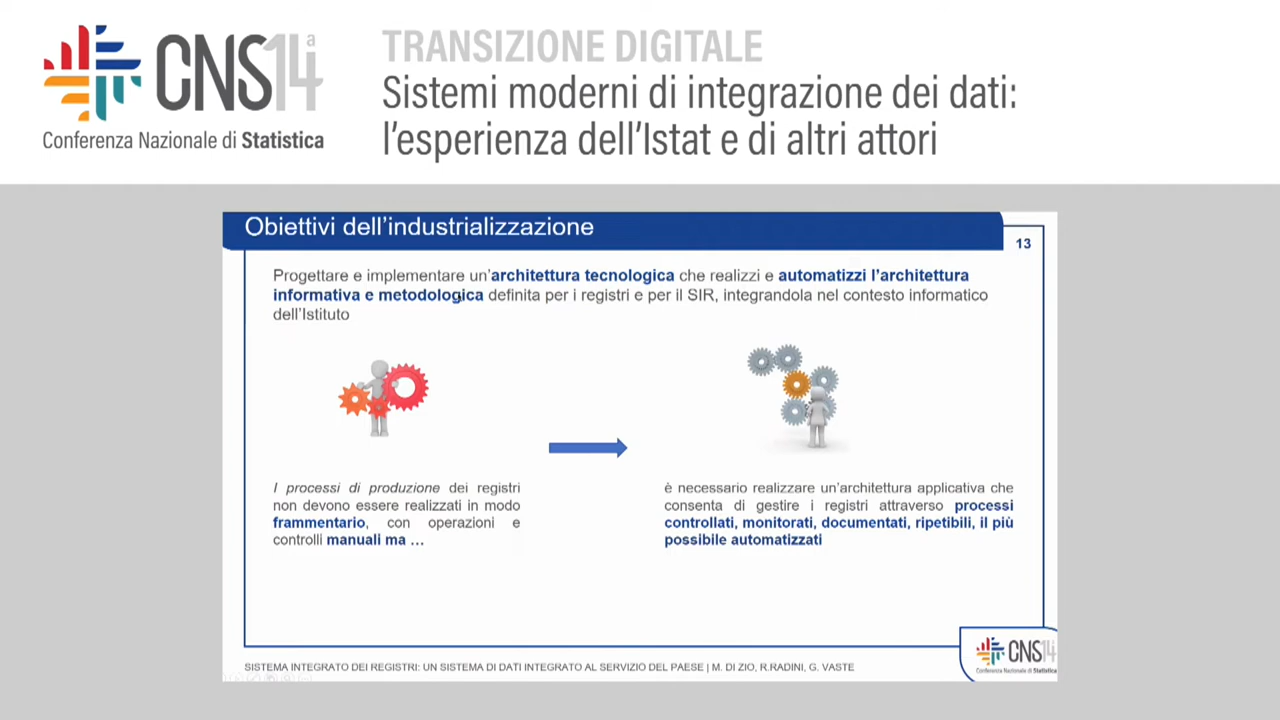 CNS14ª
Conferenza Nazionale di Statistica
TRANSIZIONE DIGITALE
Sistemi moderni di integrazione dei dati:
l'esperienza dell'Istat e di altri attori
Obiettivi dell'industrializzazione
13
Progettare e implementare un'architettura tecnologica che realizzi e automatizzi l'architettura
informativa e metodologica definita per i registri e per il SIR, integrandola nel contesto informatico
dell'Istituto
I processi di produzione dei registri
non devono essere realizzati in modo
frammentario, con operazioni e
controlli manuali ma …
è necessario realizzare un'architettura applicativa che
consenta di gestire i registri attraverso processi
controllati, monitorati, documentati, ripetibili, il più
possibile automatizzati
SISTEMA INTEGRATO DEI REGISTRI: UN SISTEMA DI DATI INTEGRATO AL SERVIZIO DEL PAESE | M. DI ZIO, R.RADINI, G. VASTE
CNS14
Conferenza Nazionale di Statistica